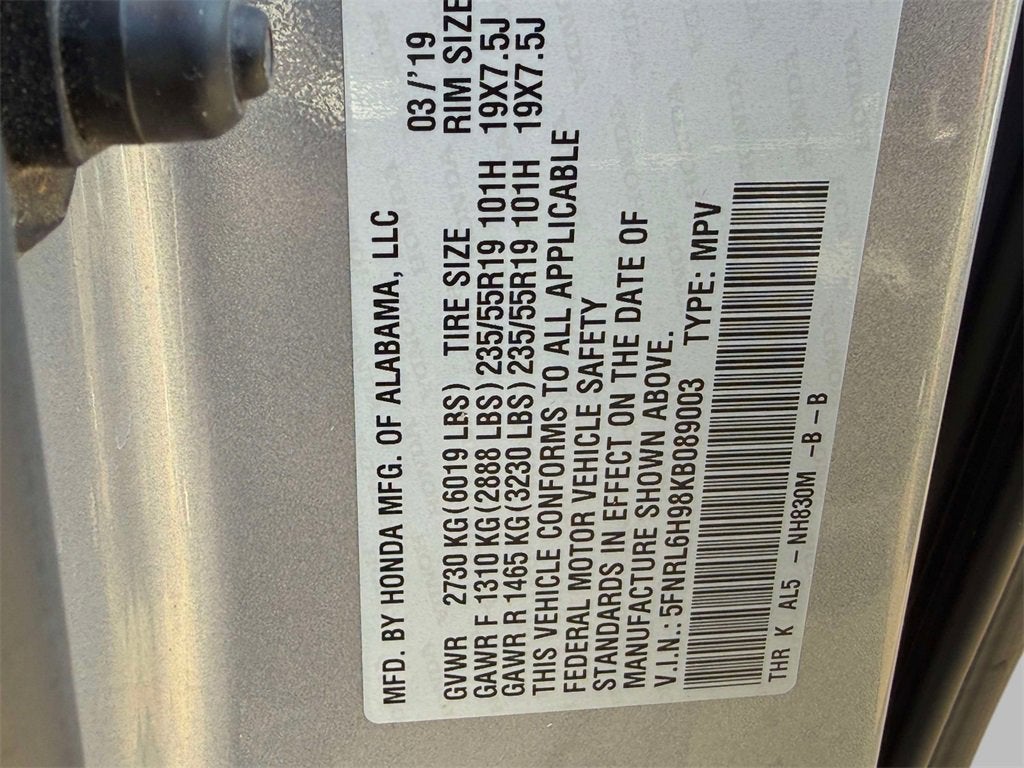 MFD. BY HONDA MFG. OF ALABAMA, LLC 03/'19
GVWR 2730 KG(6019 LBS) TIRE SIZE RIM SIZE
GAWR F 1310 KG(2888 LBS) 235/55R19 101H 19X7.5J
GAWR R 1465 KG(3230 LBS) 235/55R19 101H 19X7.5J
THIS VEHICLE CONFORMS TO ALL APPLICABLE
FEDERAL MOTOR VEHICLE SAFETY
STANDARDS IN EFFECT ON THE DATE OF
MANUFACTURE SHOWN ABOVE.
V.I.N.: 5FNRL6H98KB089003 TYPE: MPV
THR K AL5 -NH830M -B-B